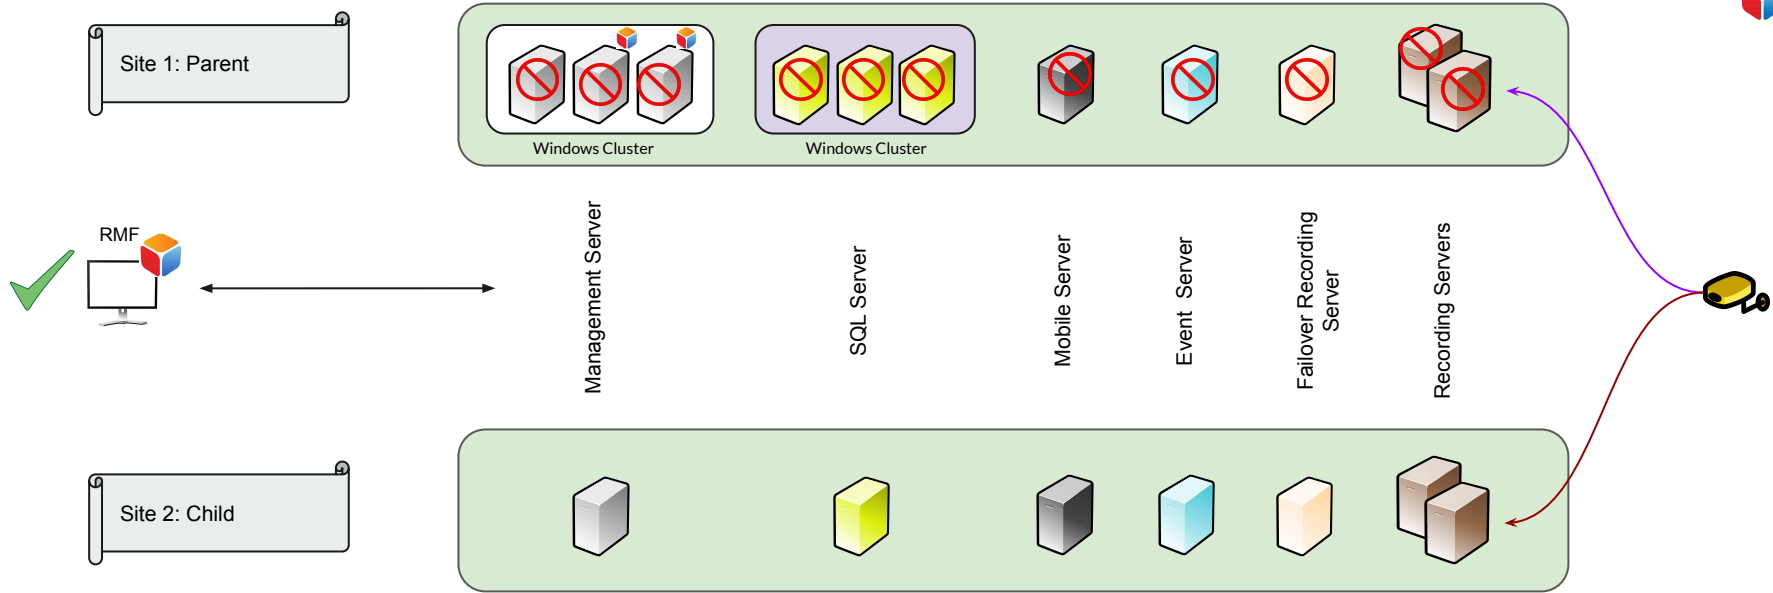 Site 1: Parent
Windows Cluster
Windows Cluster
RMF
Management Server
SQL Server
Mobile Server
Event  Server
Failover Recording
Server
Recording Servers
Site 2: Child